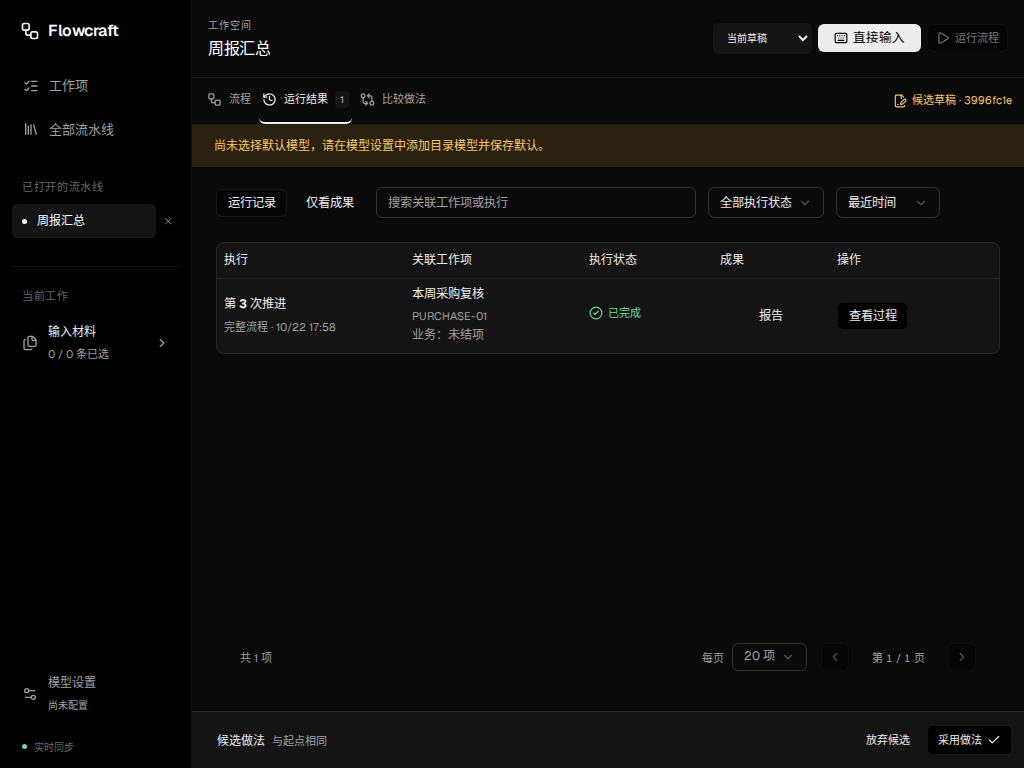 Flowcraft
工作项
全部流水线
已打开的流水线
周报汇总
当前工作
输入材料
0 / 0 条已选
模型设置
尚未配置
实时同步
工作空间
周报汇总
当前草稿
直接输入
运行流程
流程
运行结果 1
比较做法
候选草稿 · 3996fc1e
尚未选择默认模型，请在模型设置中添加目录模型并保存默认。
运行记录
仅看成果
搜索关联工作项或执行
全部执行状态
最近时间
执行 关联工作项 执行状态 成果 操作
第 3 次推进
完整流程 · 10/22 17:58
本周采购复核
PURCHASE-01
业务：未结项
已完成
报告
查看过程
共 1 项
每页
20 项
第 1 / 1 页
候选做法 与起点相同
放弃候选
采用做法